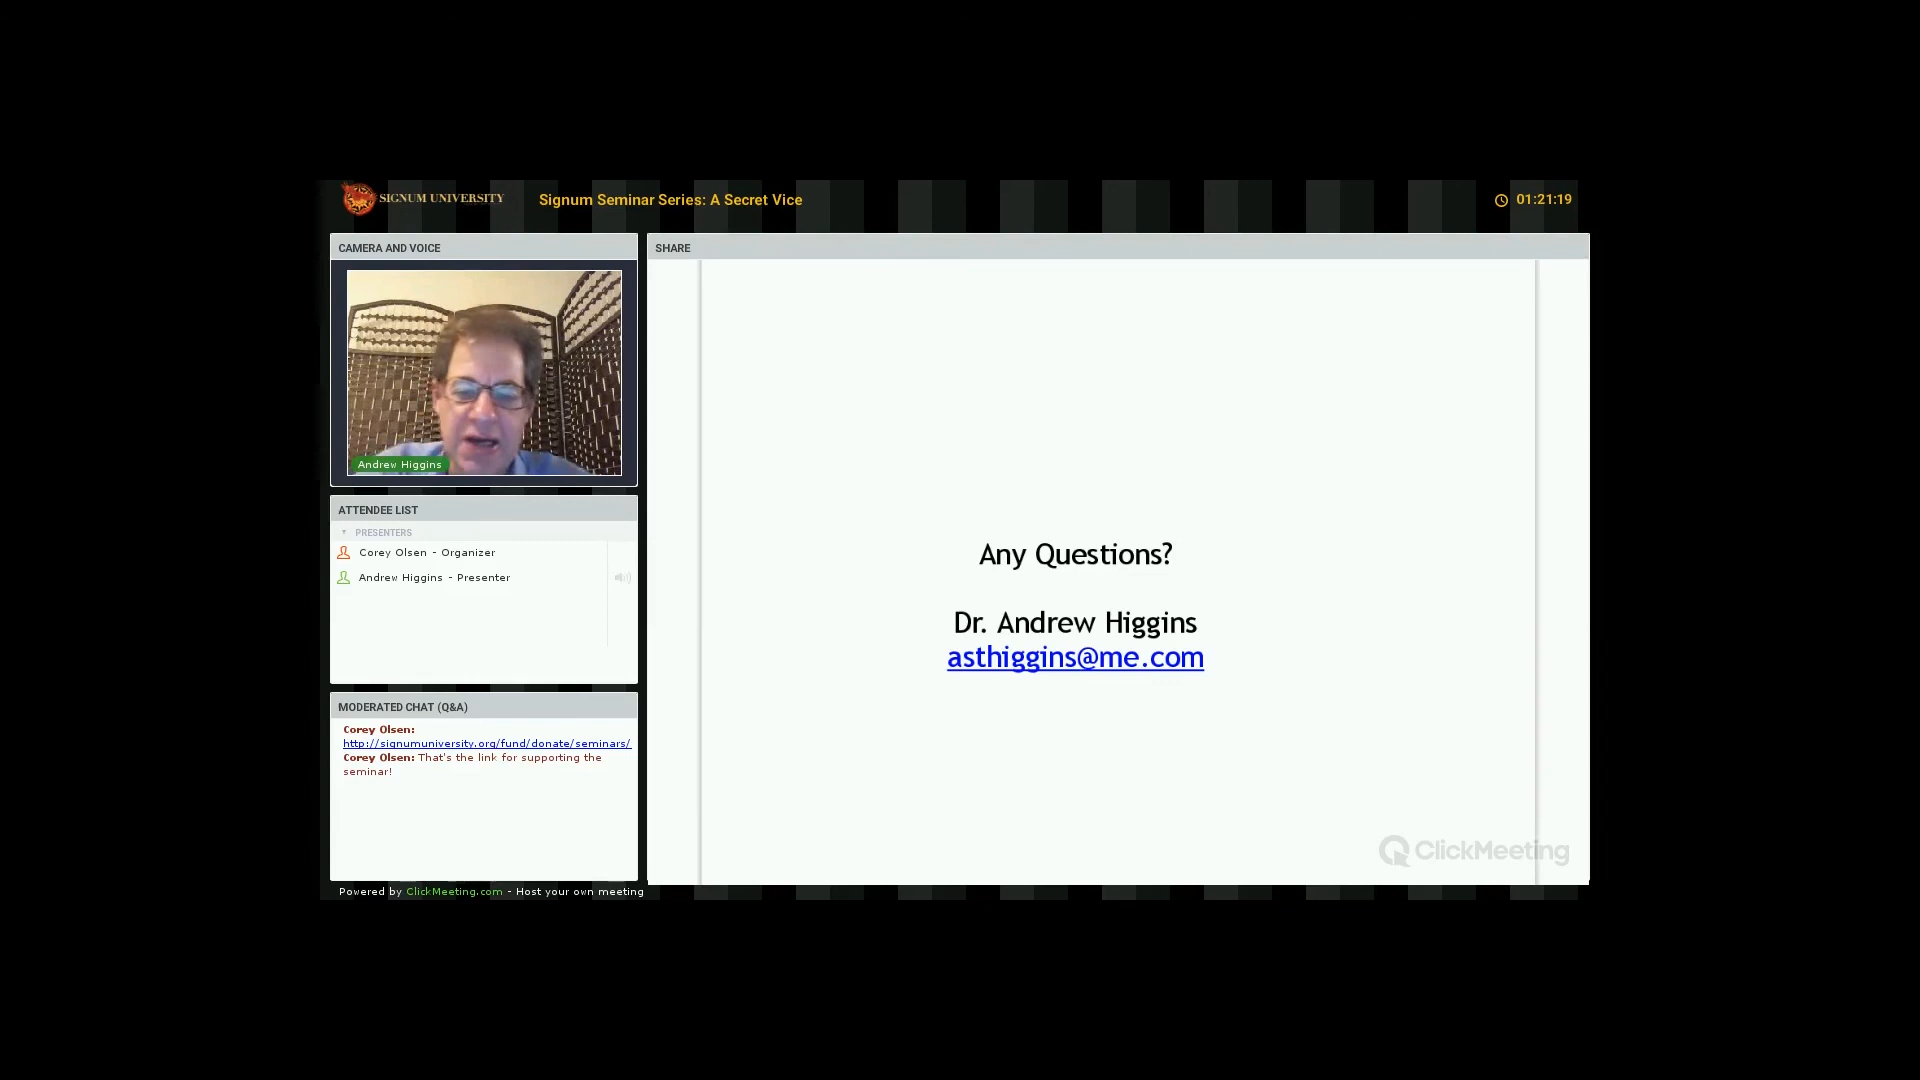 SIGNUM UNIVERSITY
Signum Seminar Series: A Secret Vice
01:21:19
CAMERA AND VOICE
Andrew Higgins
ATTENDEE LIST
PRESENTERS
Corey Olsen - Organizer
Andrew Higgins - Presenter
MODERATED CHAT (Q&A)
Corey Olsen:
http://signumuniversity.org/fund/donate/seminars/
Corey Olsen: That's the link for supporting the
seminar!
Powered by ClickMeeting.com - Host your own meeting
SHARE
Any Questions?
Dr. Andrew Higgins
asthiggins@me.com
ClickMeeting